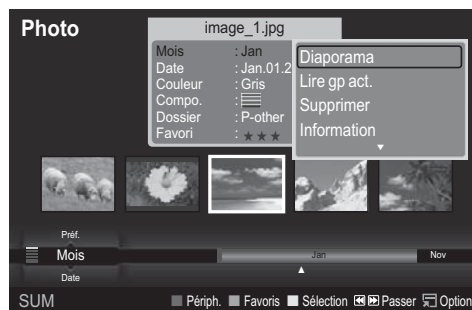 Photo
image_1.jpg
Mois : Jan
Date : Jan.01.2
Couleur : Gris
Compo. :
Dossier : P-other
Favori : ★ ★ ★
Diaporama
Lire gp act.
Supprimer
Information
Préf.
Mois
Date
Jan
Nov
SUM
Périph. Favoris Sélection Passer Option